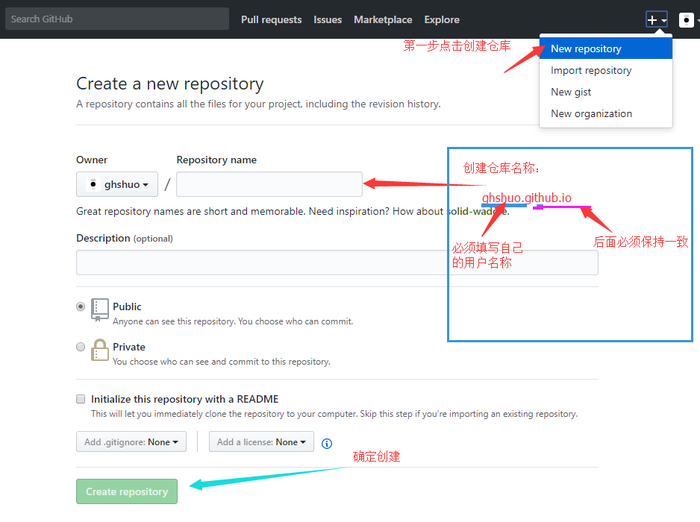 Search GitHub
Pull requests Issues Marketplace Explore
第一步点击创建仓库
New repository
Import repository
New gist
New organization
Create a new repository
A repository contains all the files for your project, including the revision history.
Owner Repository name
ghshuo /
创建仓库名称:
ghshuo.github.io
Great repository names are short and memorable. Need inspiration? How about solid-waddle.
必须填写自己
的用户名称
后面必须保持一致
Description (optional)
Public
Anyone can see this repository. You choose who can commit.
Private
You choose who can see and commit to this repository.
Initialize this repository with a README
This will let you immediately clone the repository to your computer. Skip this step if you're importing an existing repository.
Add .gitignore: None Add a license: None
确定创建
Create repository